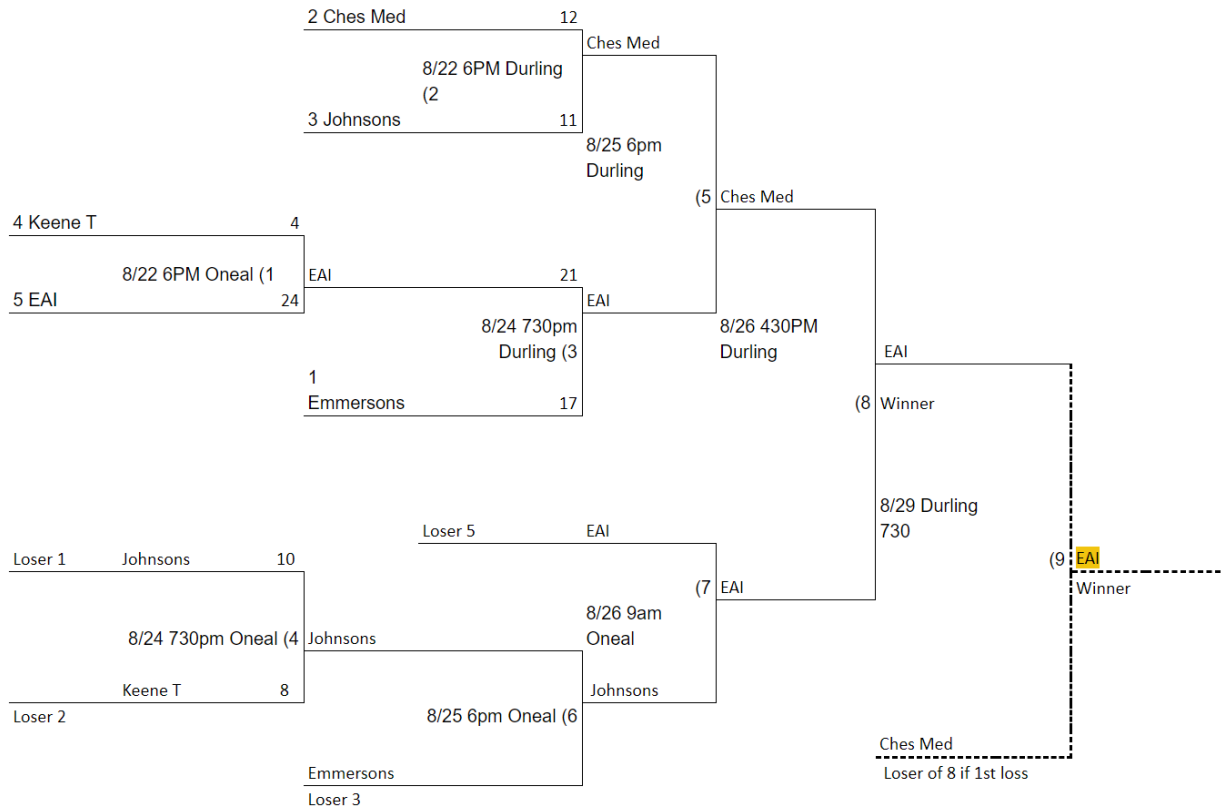 2 Ches Med 12
Ches Med
8/22 6PM Durling
(2
3 Johnsons 11
8/25 6pm
Durling
(5 Ches Med
4 Keene T 4
8/22 6PM Oneal (1
EAI 21
5 EAI 24
EAI
8/24 730pm
Durling (3
8/26 430PM
Durling
1
Emmersons 17
EAI
(8 Winner
8/29 Durling
730
Loser 5 EAI
Loser 1 Johnsons 10
(7 EAI
8/26 9am
Oneal
8/24 730pm Oneal (4
Johnsons
Keene T 8
Loser 2
Johnsons
8/25 6pm Oneal (6
Emmersons
Loser 3
(9 EAI
Winner
Ches Med
Loser of 8 if 1st loss